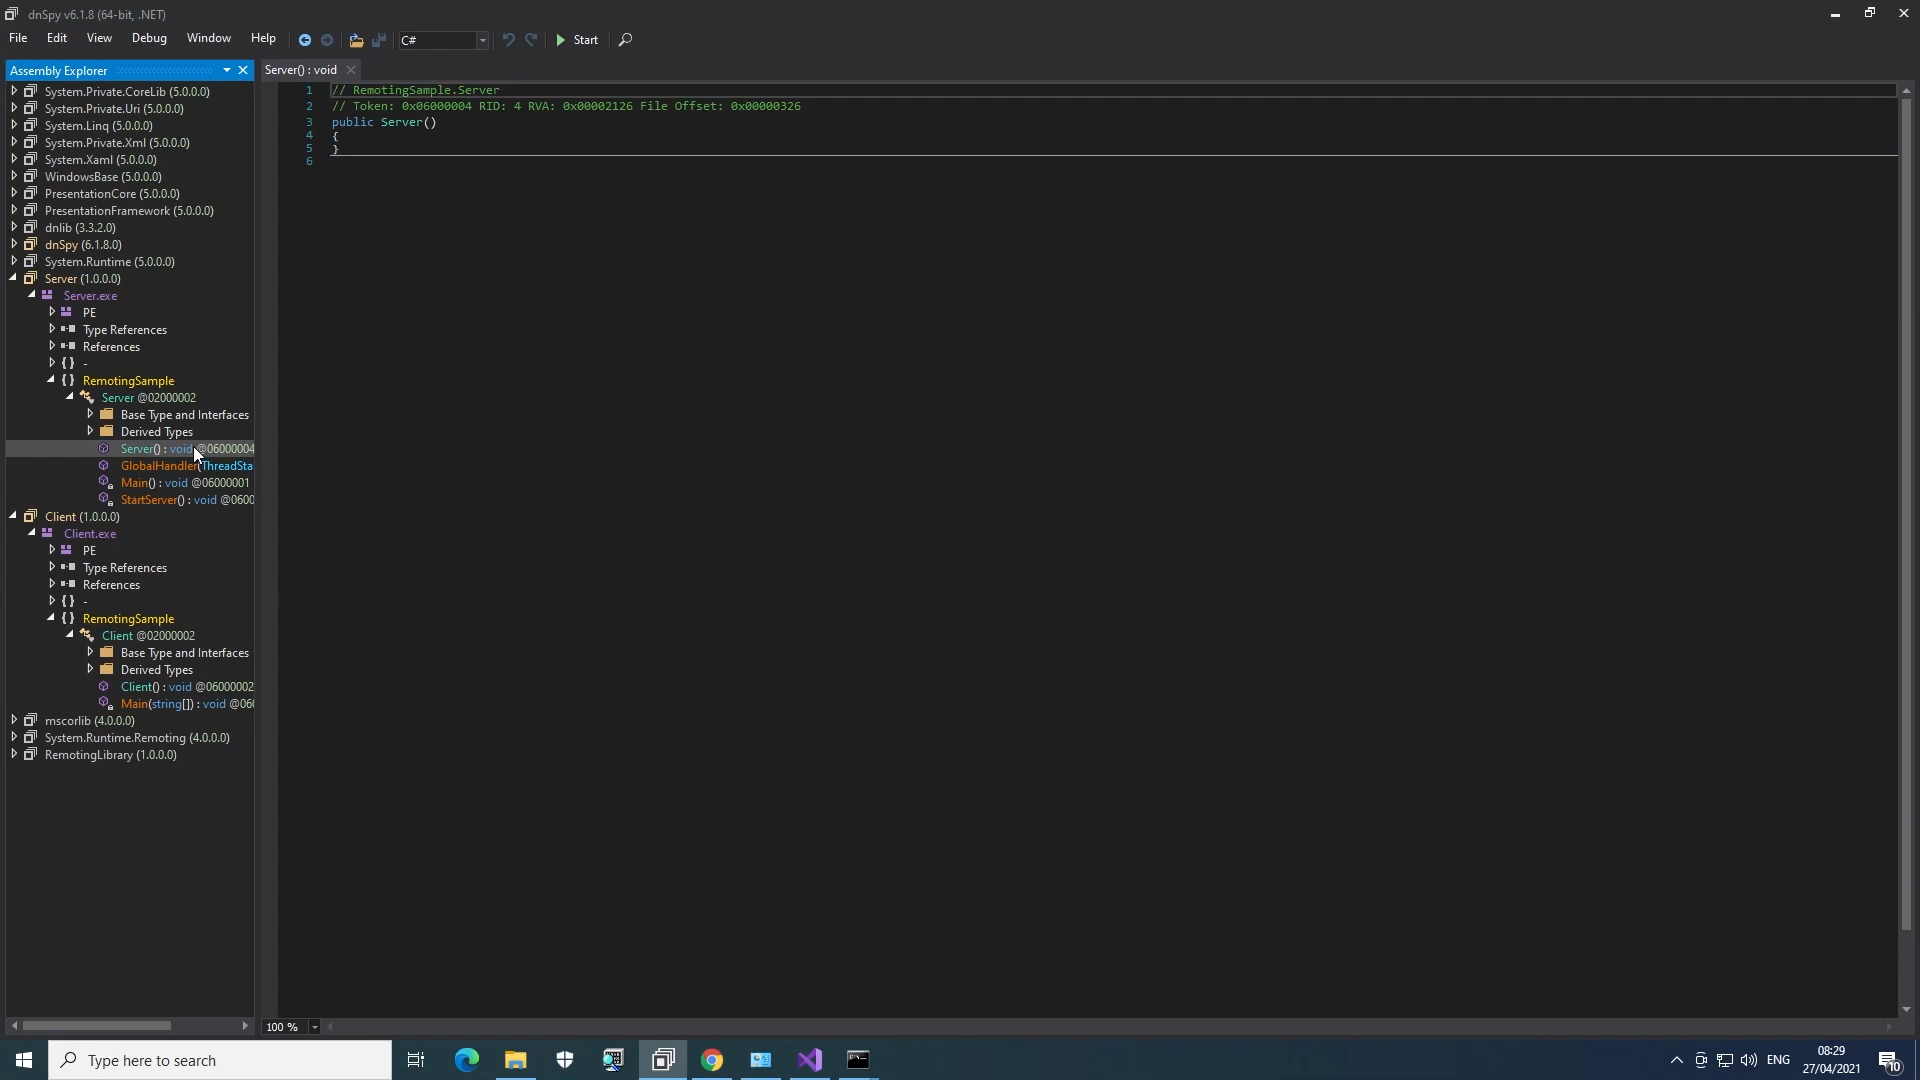 dnSpy v6.1.8 (64-bit, .NET)
File Edit View Debug Window Help C# Start
Assembly Explorer
Server() : void
System.Private.CoreLib (5.0.0.0)
System.Private.Uri (5.0.0.0)
System.Linq (5.0.0.0)
System.Private.Xml (5.0.0.0)
System.Xaml (5.0.0.0)
WindowsBase (5.0.0.0)
PresentationCore (5.0.0.0)
PresentationFramework (5.0.0.0)
dnlib (3.3.2.0)
dnSpy (6.1.8.0)
System.Runtime (5.0.0.0)
Server (1.0.0.0)
Server.exe
PE
Type References
References
{ } -
{ } RemotingSample
Server @02000002
Base Type and Interfaces
Derived Types
Server() : void @06000004
GlobalHandler(ThreadSta
Main() : void @06000001
StartServer() : void @0600
Client (1.0.0.0)
Client.exe
PE
Type References
References
{ } -
{ } RemotingSample
Client @02000002
Base Type and Interfaces
Derived Types
Client() : void @06000002
Main(string[]) : void @060
mscorlib (4.0.0.0)
System.Runtime.Remoting (4.0.0.0)
RemotingLibrary (1.0.0.0)
1 // RemotingSample.Server
2 // Token: 0x06000004 RID: 4 RVA: 0x00002126 File Offset: 0x00000326
3 public Server()
4 {
5 }
6
100 %
Type here to search
ENG
08:29
27/04/2021
10